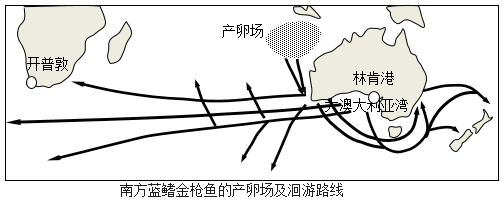 产卵场
开普敦
林肯港
大澳大利亚湾
南方蓝鳍金枪鱼的产卵场及洄游路线